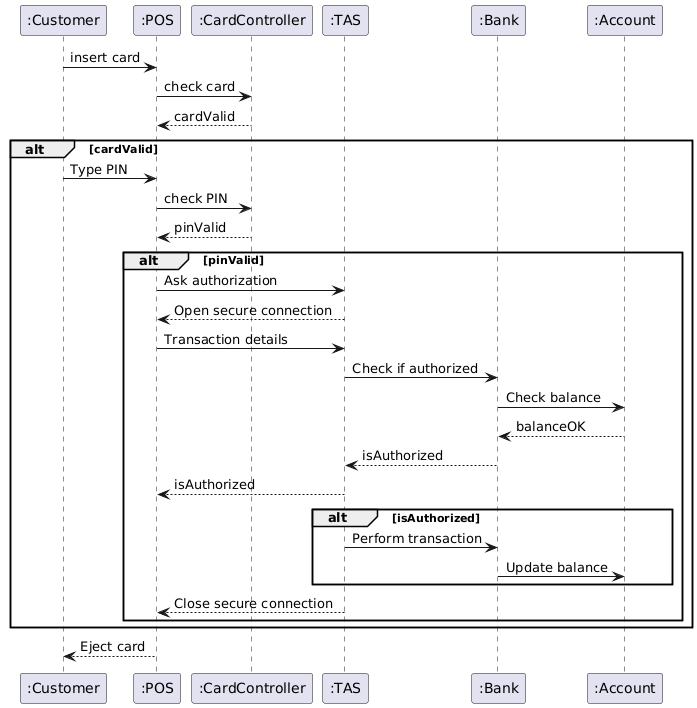 :Customer :POS :CardController :TAS :Bank :Account
insert card
check card
cardValid
alt [cardValid]
Type PIN
check PIN
pinValid
alt [pinValid]
Ask authorization
Open secure connection
Transaction details
Check if authorized
Check balance
balanceOK
isAuthorized
isAuthorized
alt [isAuthorized]
Perform transaction
Update balance
Close secure connection
Eject card
:Customer :POS :CardController :TAS :Bank :Account